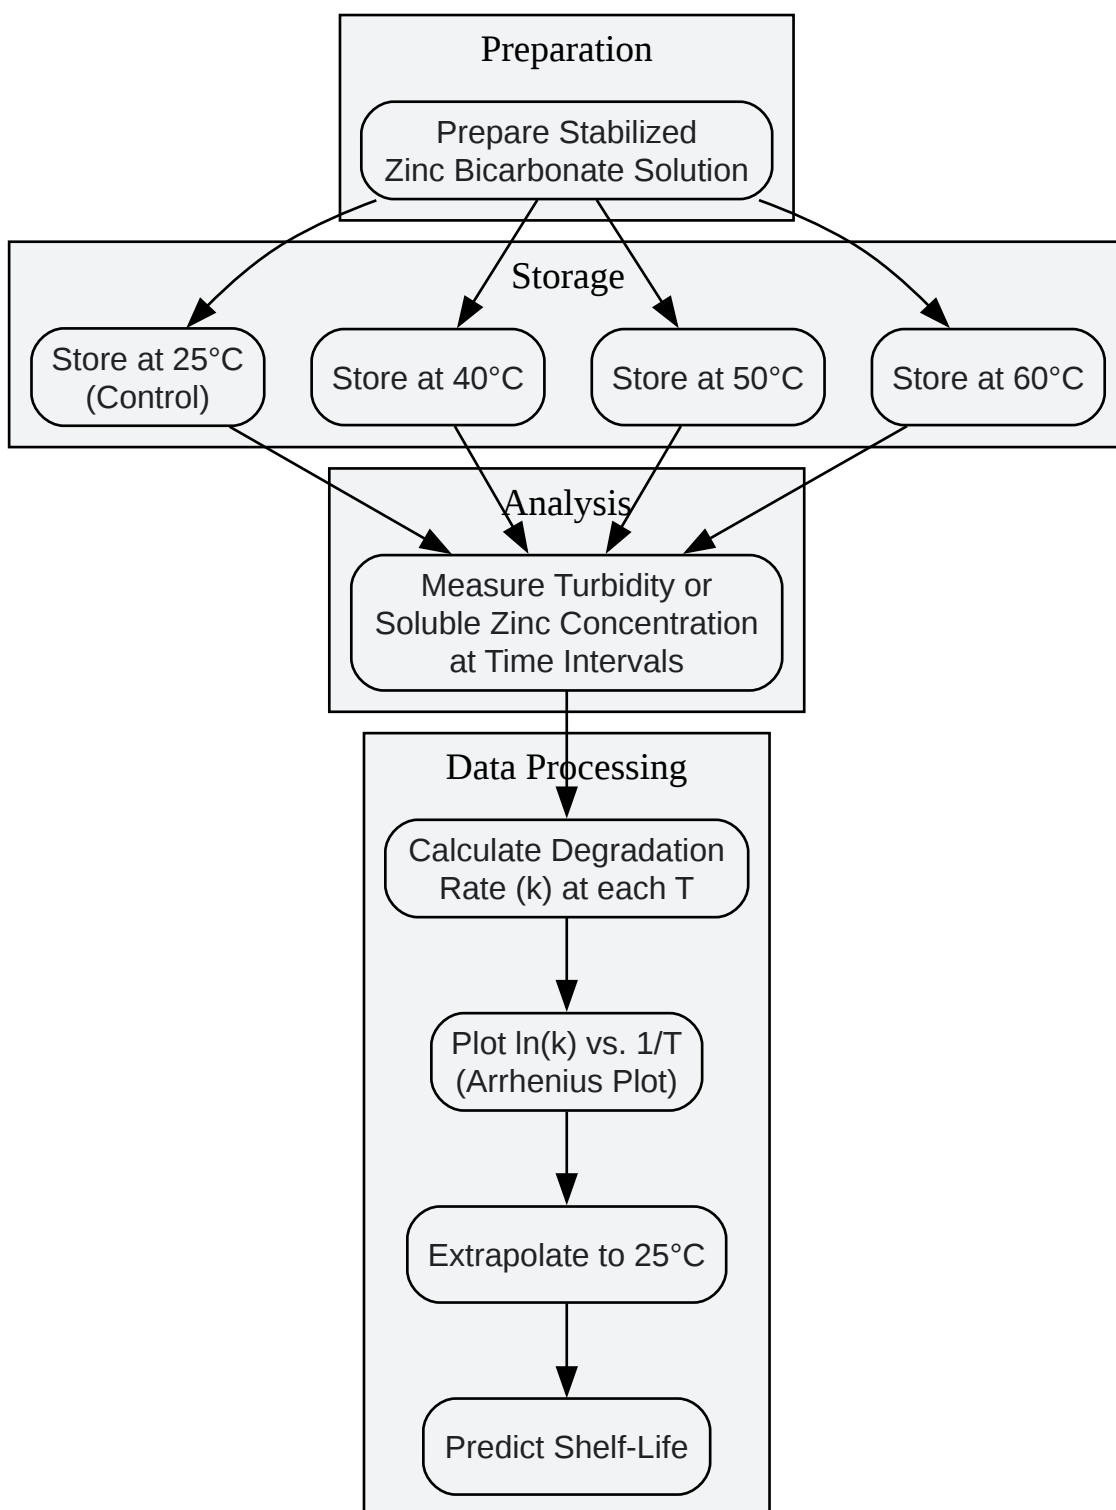 Preparation
Prepare Stabilized
Zinc Bicarbonate Solution
Storage
Store at 25°C
(Control)
Store at 40°C
Store at 50°C
Store at 60°C
Analysis
Measure Turbidity or
Soluble Zinc Concentration
at Time Intervals
Data Processing
Calculate Degradation
Rate (k) at each T
Plot ln(k) vs. 1/T
(Arrhenius Plot)
Extrapolate to 25°C
Predict Shelf-Life